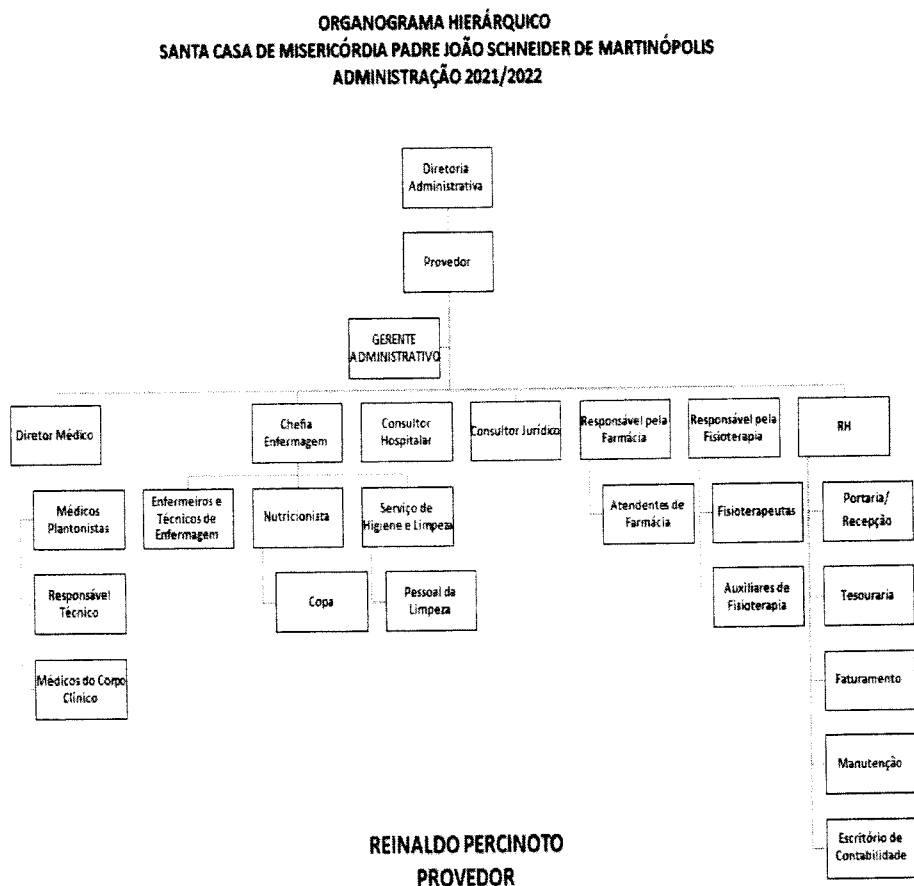 ORGANOGRAMA HIERÁRQUICO
SANTA CASA DE MISERICÓRDIA PADRE JOÃO SCHNEIDER DE MARTINÓPOLIS
ADMINISTRAÇÃO 2021/2022
Diretoria
Administrativa
Provedor
GERENTE
ADMINISTRATIVO
Diretor Médico
Chefia
Enfermagem
Consultor
Hospitalar
Consultor Jurídico
Responsável pela
Farmácia
Responsável pela
Fisioterapia
RH
Médicos
Plantonistas
Enfermeiros e
Técnicos de
Enfermagem
Nutricionista
Serviço de
Higiene e Limpeza
Atendentes de
Farmácia
Fisioterapeutas
Portaria/
Recepção
Responsável
Técnico
Copa
Pessoal da
Limpeza
Auxiliares de
Fisioterapia
Tesouraria
Médicos do Corpo
Clínico
Faturamento
Manutenção
Escritório de
Contabilidade
REINALDO PERCINOTO
PROVEDOR